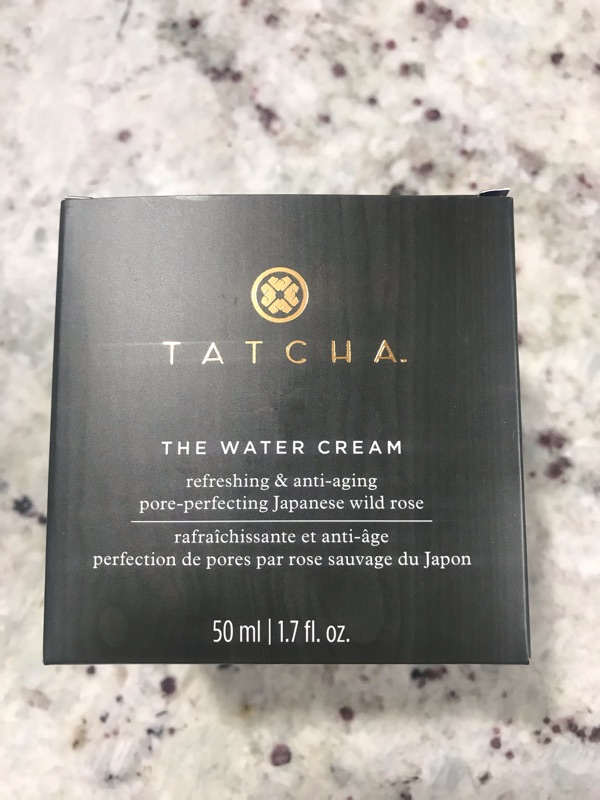 TATCHA™
THE WATER CREAM
refreshing & anti-aging
pore-perfecting Japanese wild rose
rafraîchissante et anti-âge
perfection de pores par rose sauvage du Japon
50 ml | 1.7 fl. oz.